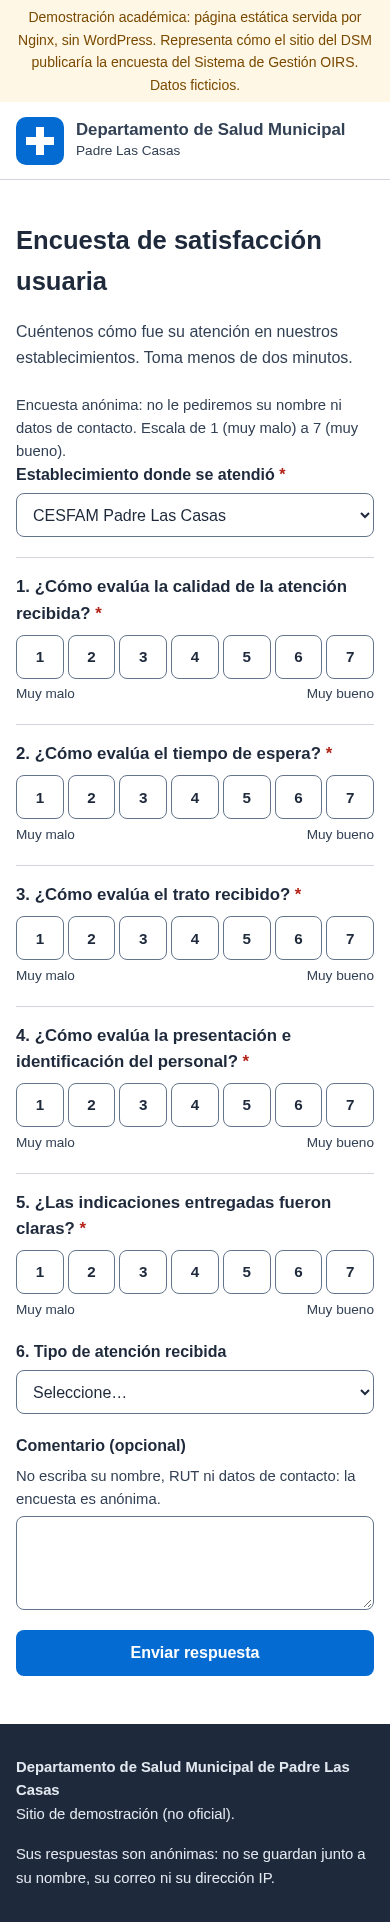 Demostración académica: página estática servida por
Nginx, sin WordPress. Representa cómo el sitio del DSM
publicaría la encuesta del Sistema de Gestión OIRS.
Datos ficticios.
Departamento de Salud Municipal
Padre Las Casas
Encuesta de satisfacción
usuaria
Cuéntenos cómo fue su atención en nuestros
establecimientos. Toma menos de dos minutos.
Encuesta anónima: no le pediremos su nombre ni
datos de contacto. Escala de 1 (muy malo) a 7 (muy
bueno).
Establecimiento donde se atendió *
CESFAM Padre Las Casas
1. ¿Cómo evalúa la calidad de la atención
recibida? *
1 2 3 4 5 6 7
Muy malo Muy bueno
2. ¿Cómo evalúa el tiempo de espera? *
1 2 3 4 5 6 7
Muy malo Muy bueno
3. ¿Cómo evalúa el trato recibido? *
1 2 3 4 5 6 7
Muy malo Muy bueno
4. ¿Cómo evalúa la presentación e
identificación del personal? *
1 2 3 4 5 6 7
Muy malo Muy bueno
5. ¿Las indicaciones entregadas fueron
claras? *
1 2 3 4 5 6 7
Muy malo Muy bueno
6. Tipo de atención recibida
Seleccione…
Comentario (opcional)
No escriba su nombre, RUT ni datos de contacto: la
encuesta es anónima.
Enviar respuesta
Departamento de Salud Municipal de Padre Las
Casas
Sitio de demostración (no oficial).
Sus respuestas son anónimas: no se guardan junto a
su nombre, su correo ni su dirección IP.